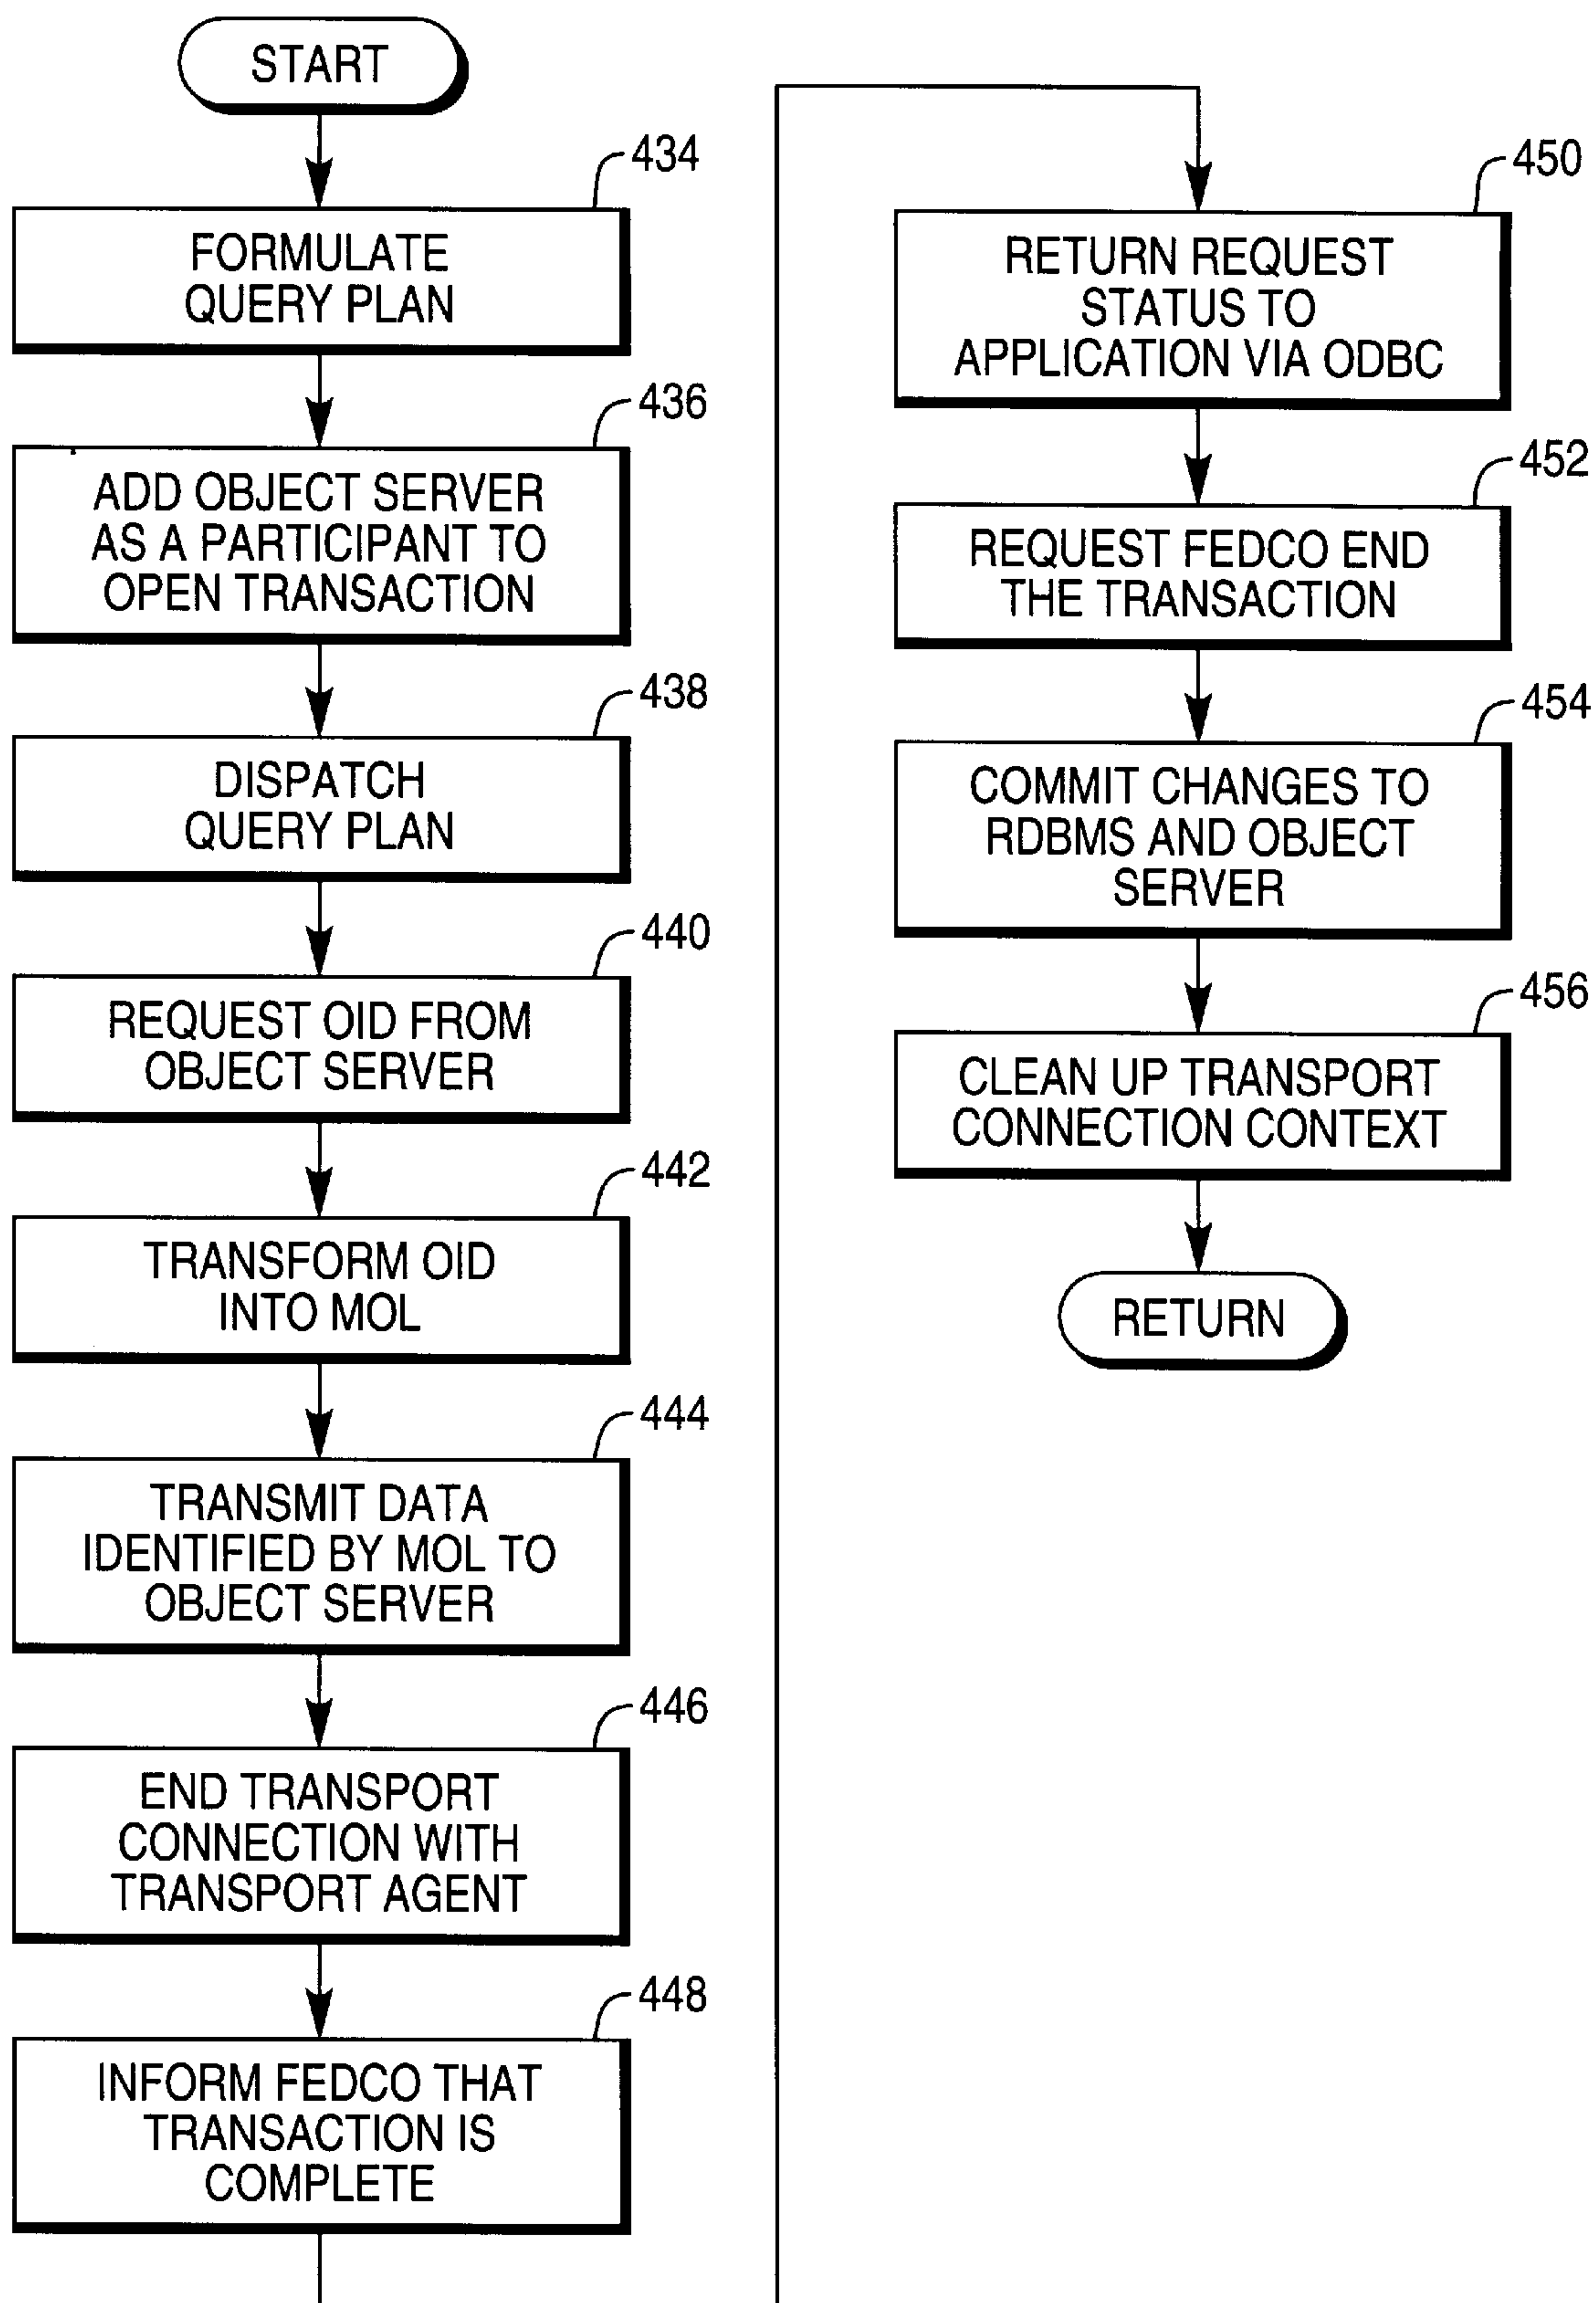 START
434
FORMULATE
QUERY PLAN
436
ADD OBJECT SERVER
AS A PARTICIPANT TO
OPEN TRANSACTION
438
DISPATCH
QUERY PLAN
440
REQUEST OID FROM
OBJECT SERVER
442
TRANSFORM OID
INTO MOL
444
TRANSMIT DATA
IDENTIFIED BY MOL TO
OBJECT SERVER
446
END TRANSPORT
CONNECTION WITH
TRANSPORT AGENT
448
INFORM FEDCO THAT
TRANSACTION IS
COMPLETE
450
RETURN REQUEST
STATUS TO
APPLICATION VIA ODBC
452
REQUEST FEDCO END
THE TRANSACTION
454
COMMIT CHANGES TO
RDBMS AND OBJECT
SERVER
456
CLEAN UP TRANSPORT
CONNECTION CONTEXT
RETURN